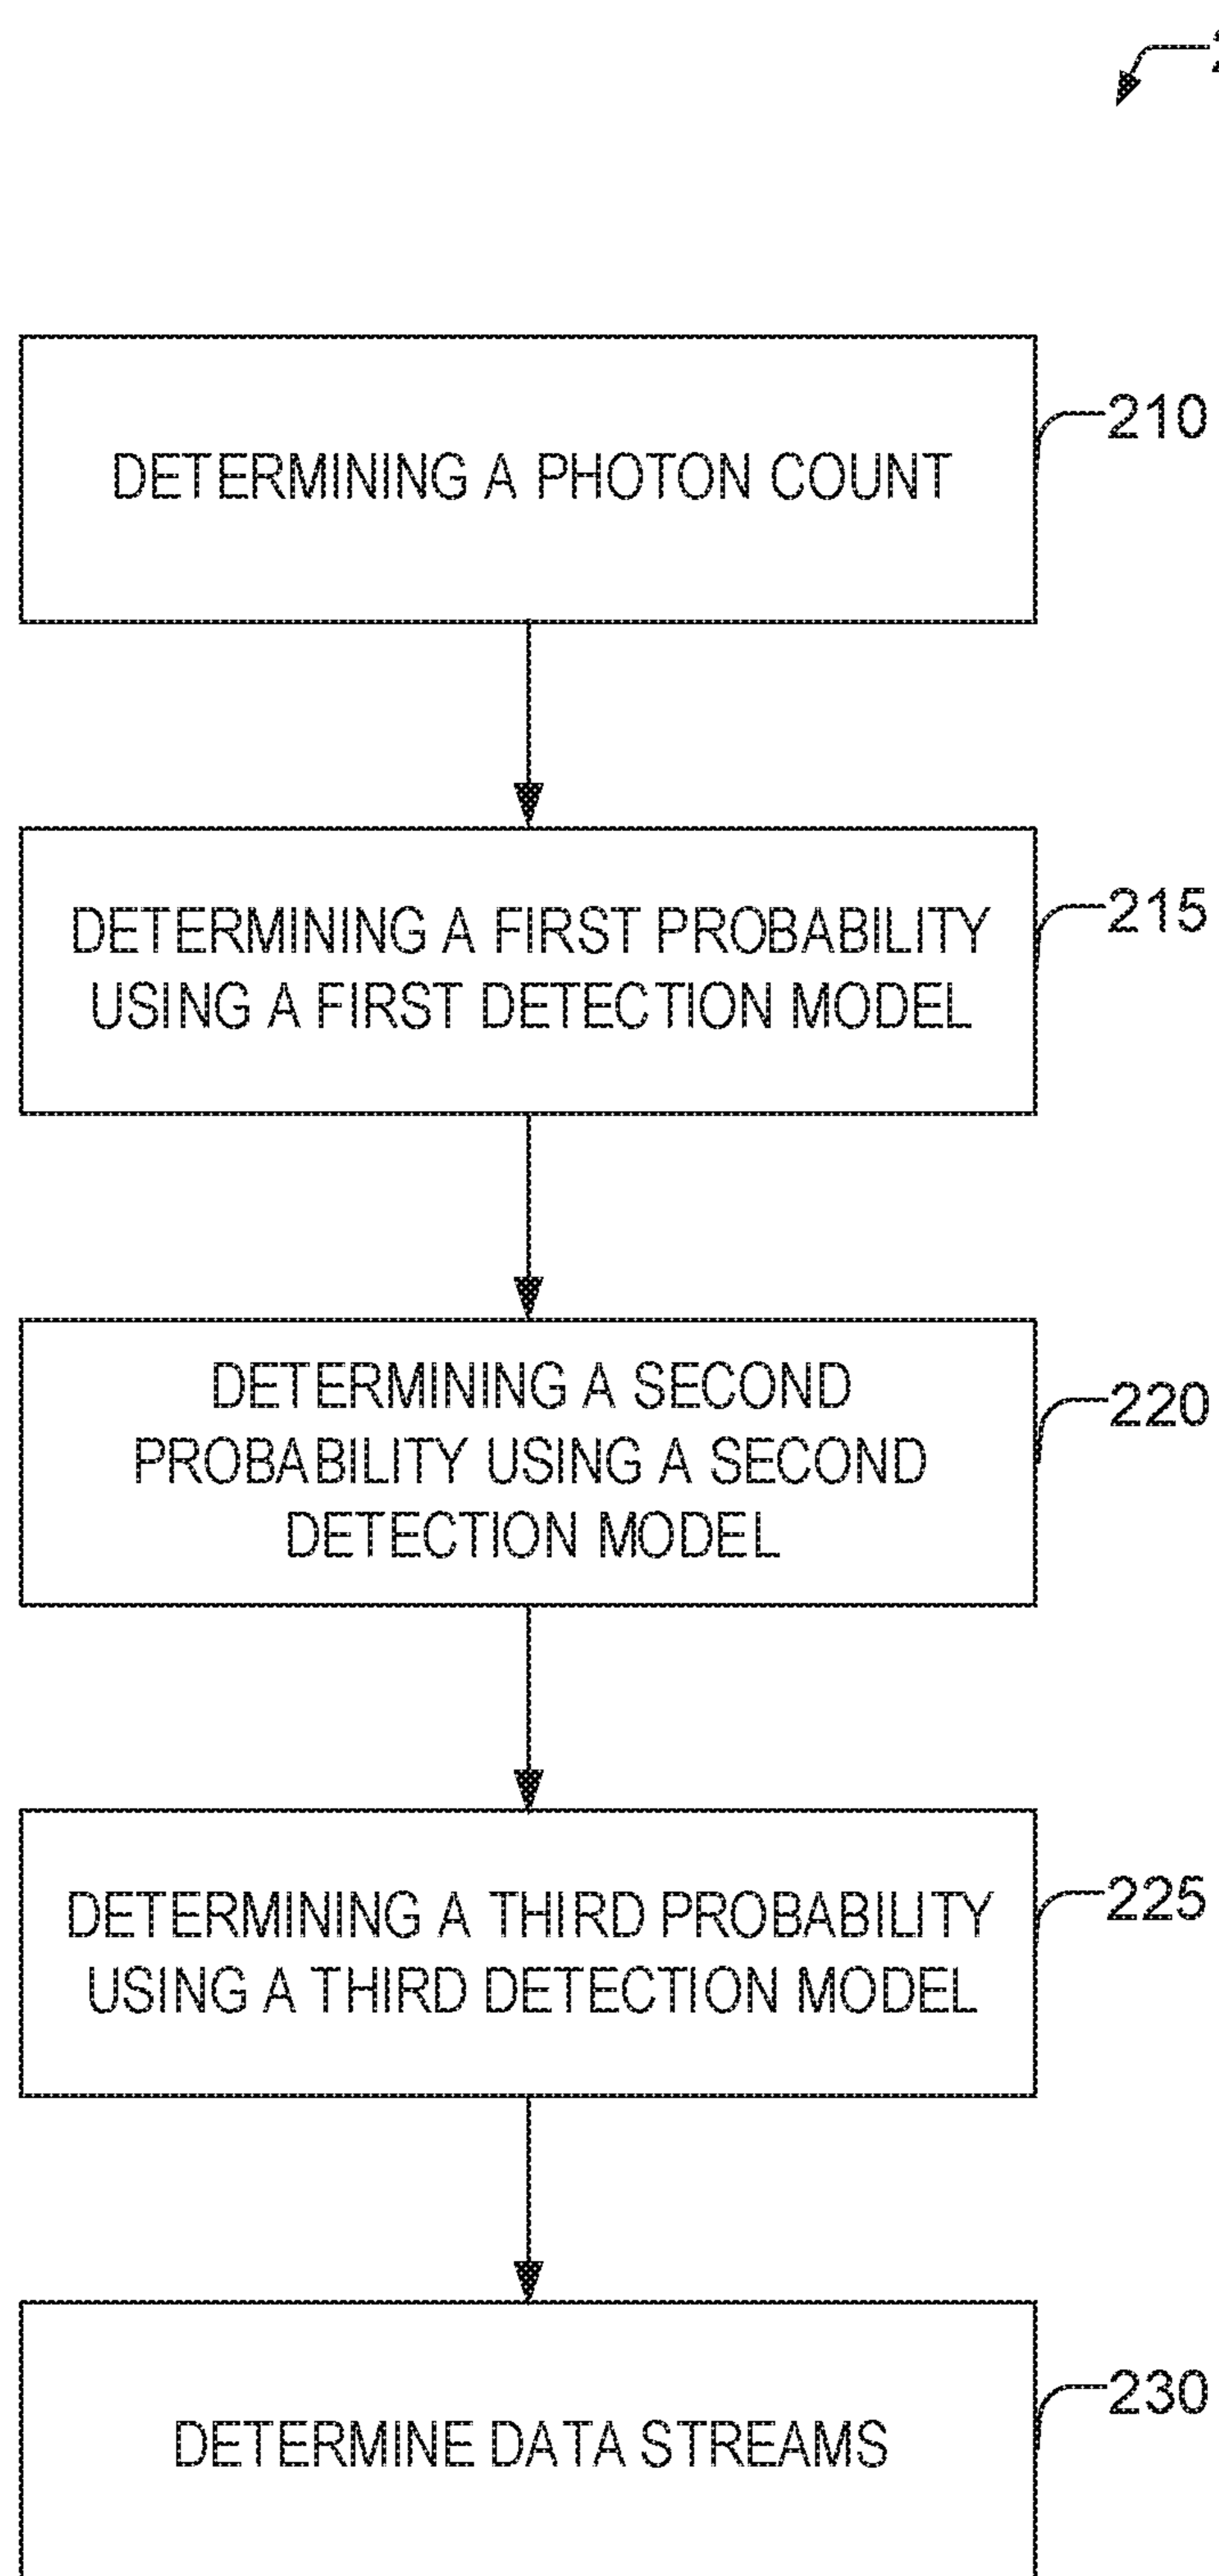 DETERMINING A PHOTON COUNT
210
DETERMINING A FIRST PROBABILITY
USING A FIRST DETECTION MODEL
215
DETERMINING A SECOND
PROBABILITY USING A SECOND
DETECTION MODEL
220
DETERMINING A THIRD PROBABILITY
USING A THIRD DETECTION MODEL
225
DETERMINE DATA STREAMS
230